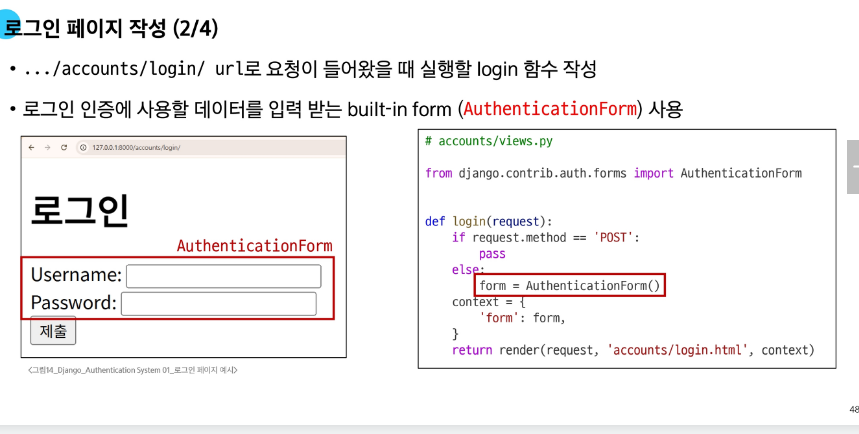 로그인 페이지 작성 (2/4)
• .../accounts/login/ url로 요청이 들어왔을 때 실행할 login 함수 작성
• 로그인 인증에 사용할 데이터를 입력 받는 built-in form (AuthenticationForm) 사용
127.0.0.1:8000/accounts/login/
로그인
AuthenticationForm
Username:
Password:
제출
<그림14_Django_Authentication System 01_로그인 페이지 예시>
# accounts/views.py
from django.contrib.auth.forms import AuthenticationForm
def login(request):
    if request.method == 'POST':
        pass
    else:
        form = AuthenticationForm()
    context = {
        'form': form,
    }
    return render(request, 'accounts/login.html', context)
48